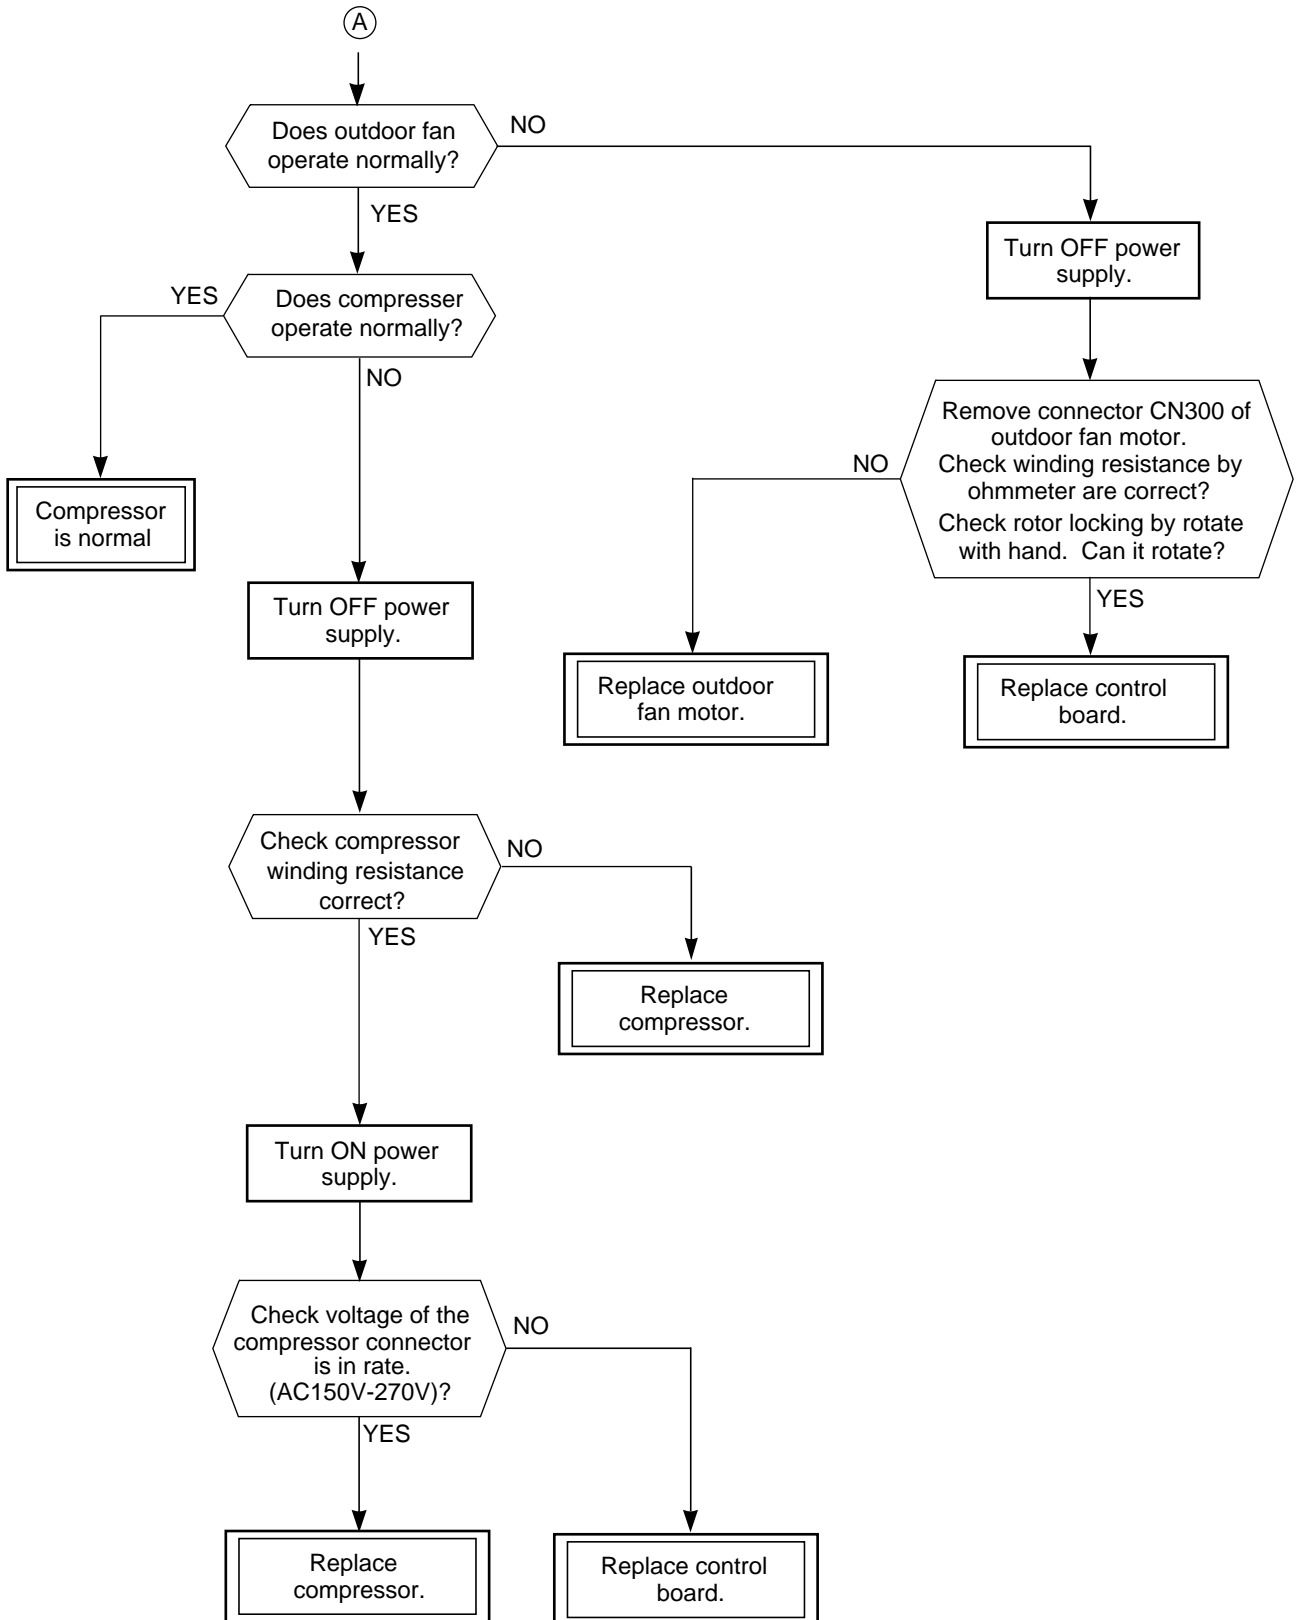 A
Does outdoor fan
operate normally?
NO
YES
Turn OFF power
supply.
YES
Does compresser
operate normally?
NO
Remove connector CN300 of
outdoor fan motor.
Check winding resistance by
ohmmeter are correct?
Check rotor locking by rotate
with hand. Can it rotate?
NO
YES
Compressor
is normal
Turn OFF power
supply.
Replace outdoor
fan motor.
Replace control
board.
Check compressor
winding resistance
correct?
NO
YES
Replace
compressor.
Turn ON power
supply.
Check voltage of the
compressor connector
is in rate.
(AC150V-270V)?
NO
YES
Replace
compressor.
Replace control
board.